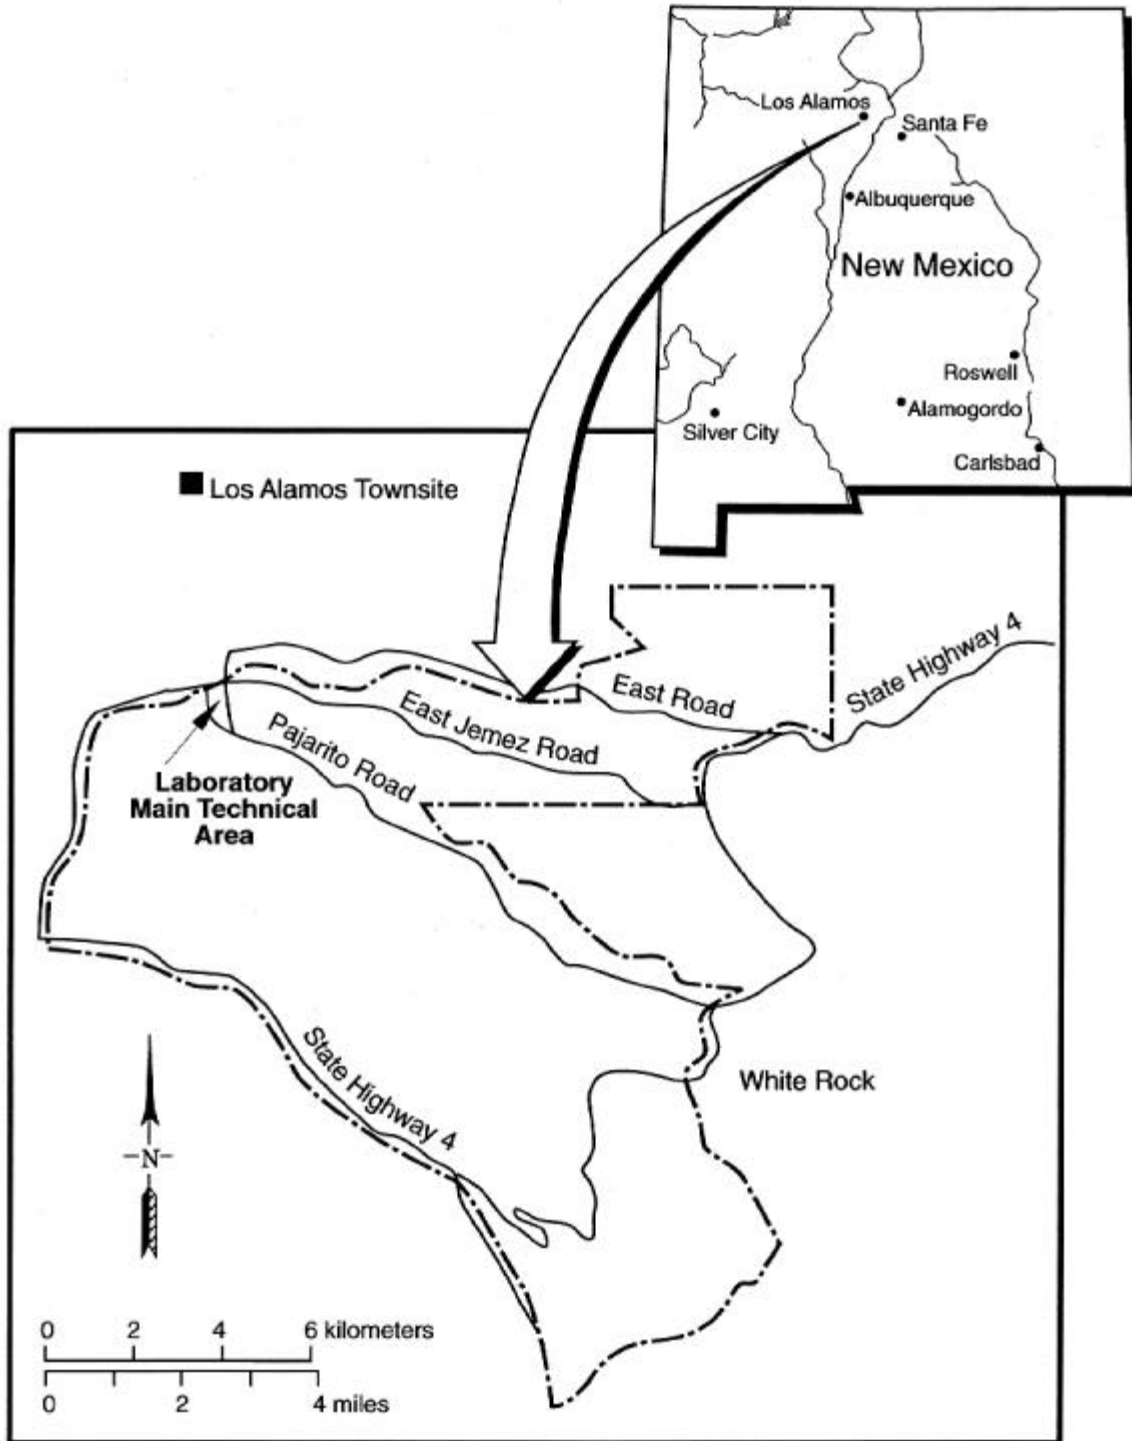 Los Alamos
Santa Fe
Albuquerque
New Mexico
Roswell
Alamogordo
Silver City
Carlsbad
Los Alamos Townsite
State Highway 4
East Road
East Jemez Road
Pajarito Road
Laboratory
Main Technical
Area
State Highway 4
White Rock
N
0 2 4 6 kilometers
0 2 4 miles